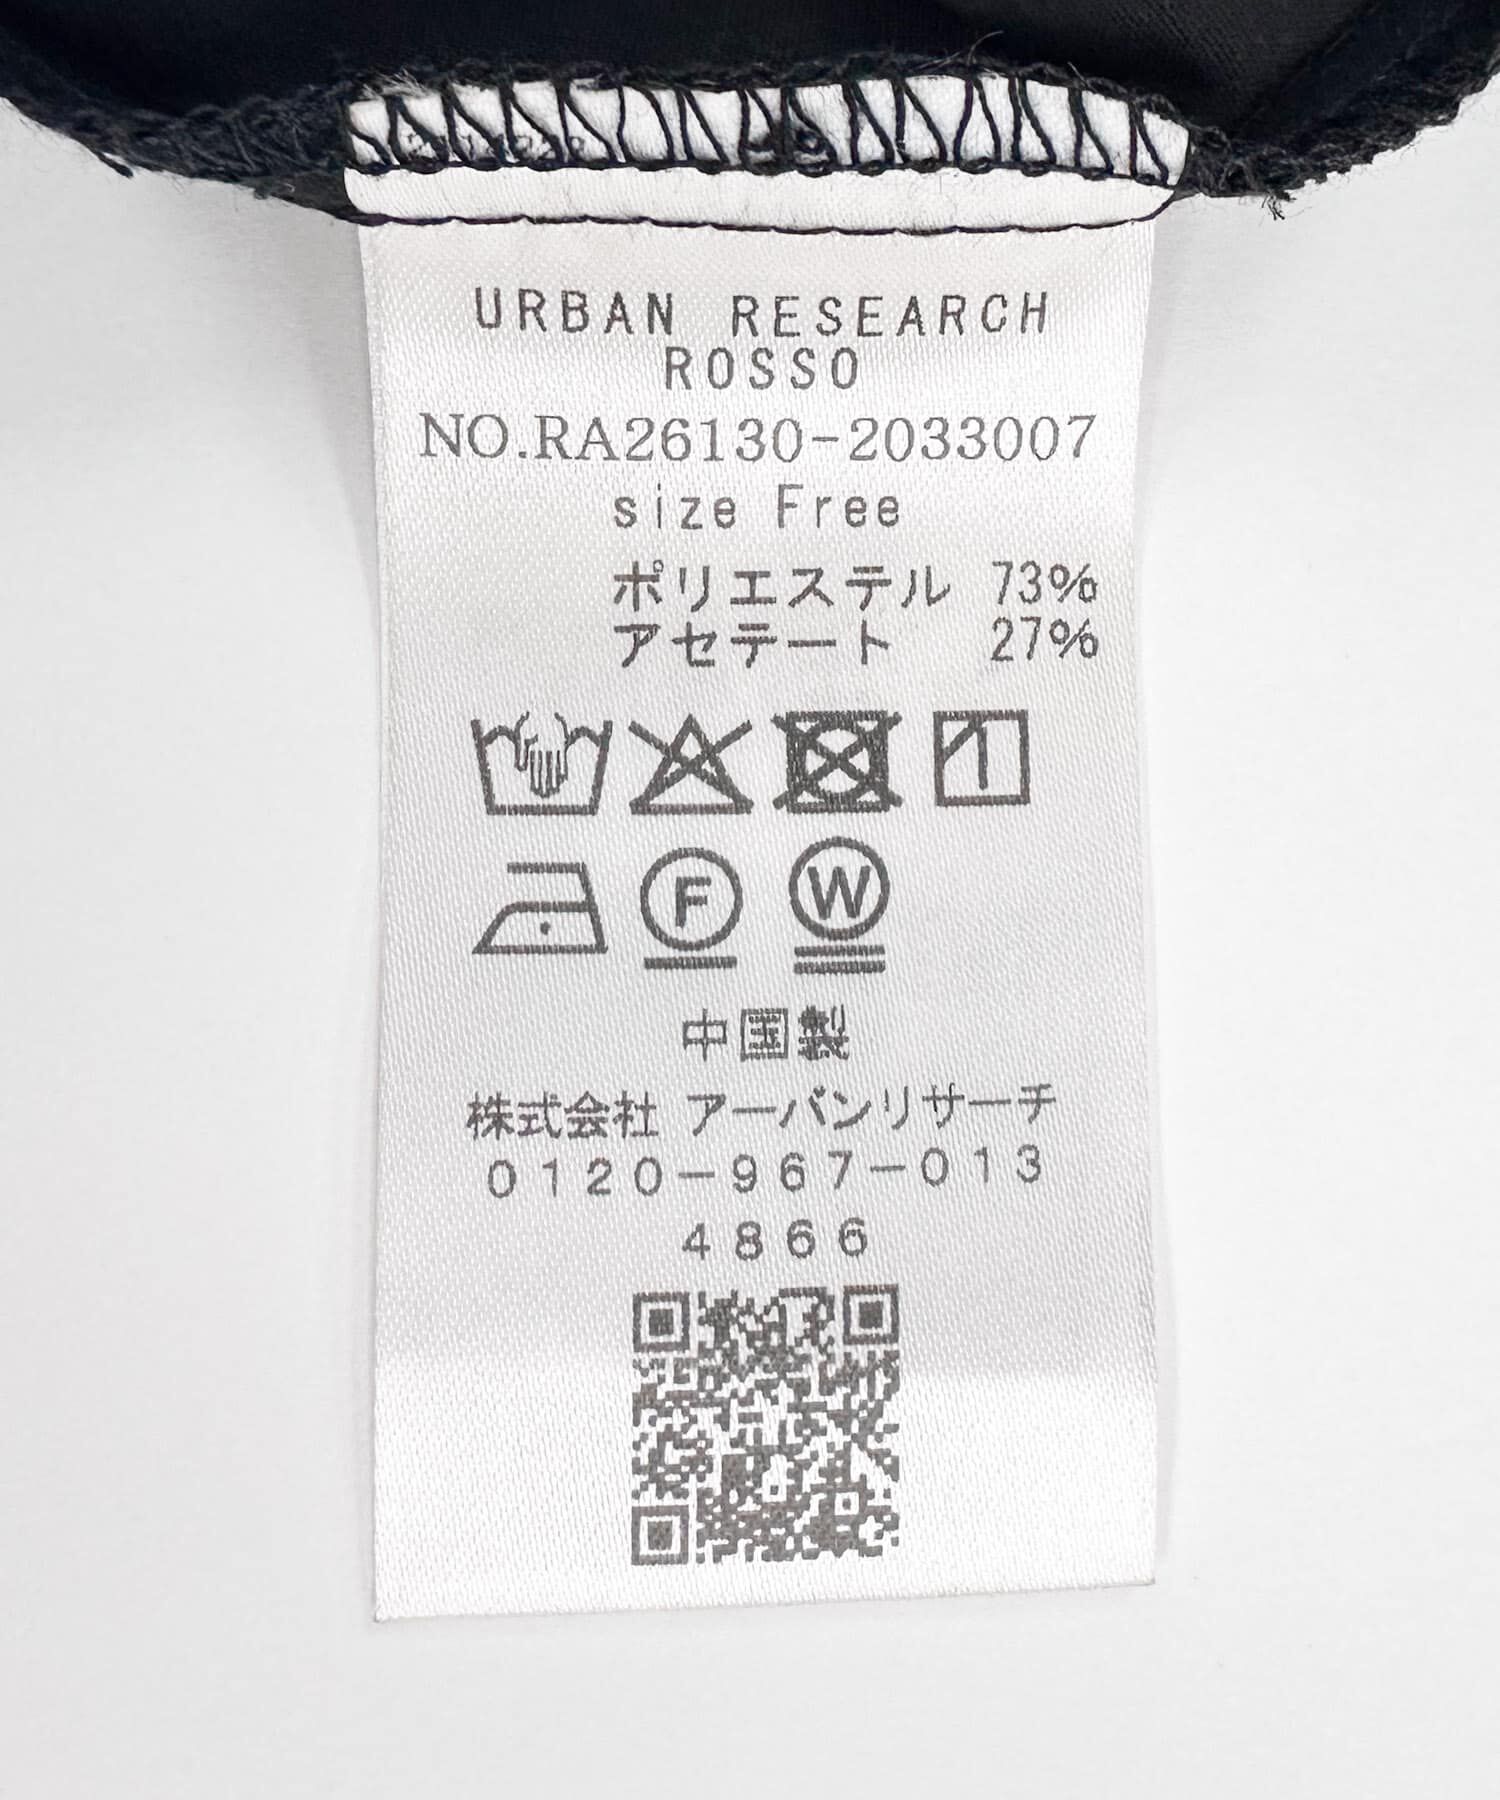 URBAN RESEARCH
ROSSO
NO.RA26130-2033007
size Free
ポリエステル 73%
アセテート 27%
F W
中国製
株式会社 アーバンリサーチ
0120-967-013
4866